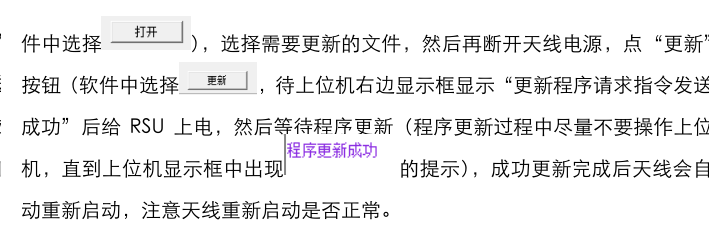 件中选择 打开 ），选择需要更新的文件，然后再断开天线电源，点“更新”
按钮（软件中选择 更新 ，待上位机右边显示框显示“更新程序请求指令发送
成功”后给 RSU 上电，然后等待程序更新（程序更新过程中尽量不要操作上位
机，直到上位机显示框中出现 程序更新成功 的提示），成功更新完成后天线会自
动重新启动，注意天线重新启动是否正常。